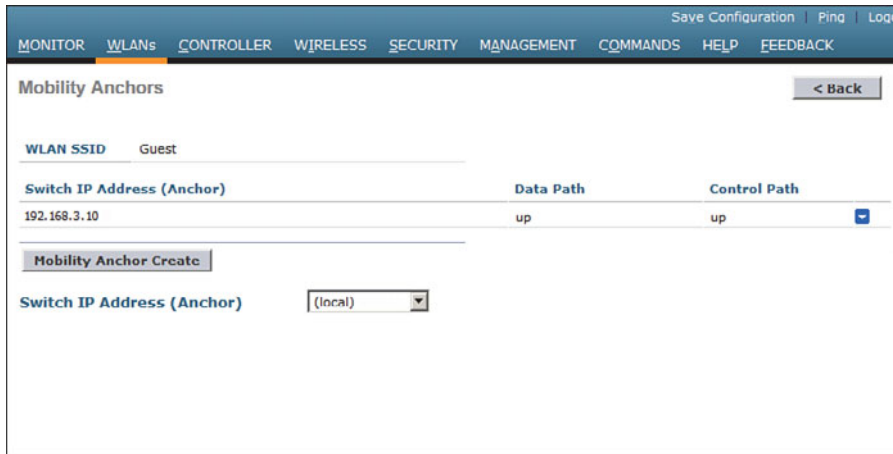 Save Configuration | Ping | Logo
MONITOR WLANs CONTROLLER WIRELESS SECURITY MANAGEMENT COMMANDS HELP FEEDBACK
Mobility Anchors < Back
WLAN SSID Guest
Switch IP Address (Anchor) Data Path Control Path
192.168.3.10 up up
Mobility Anchor Create
Switch IP Address (Anchor) (local)